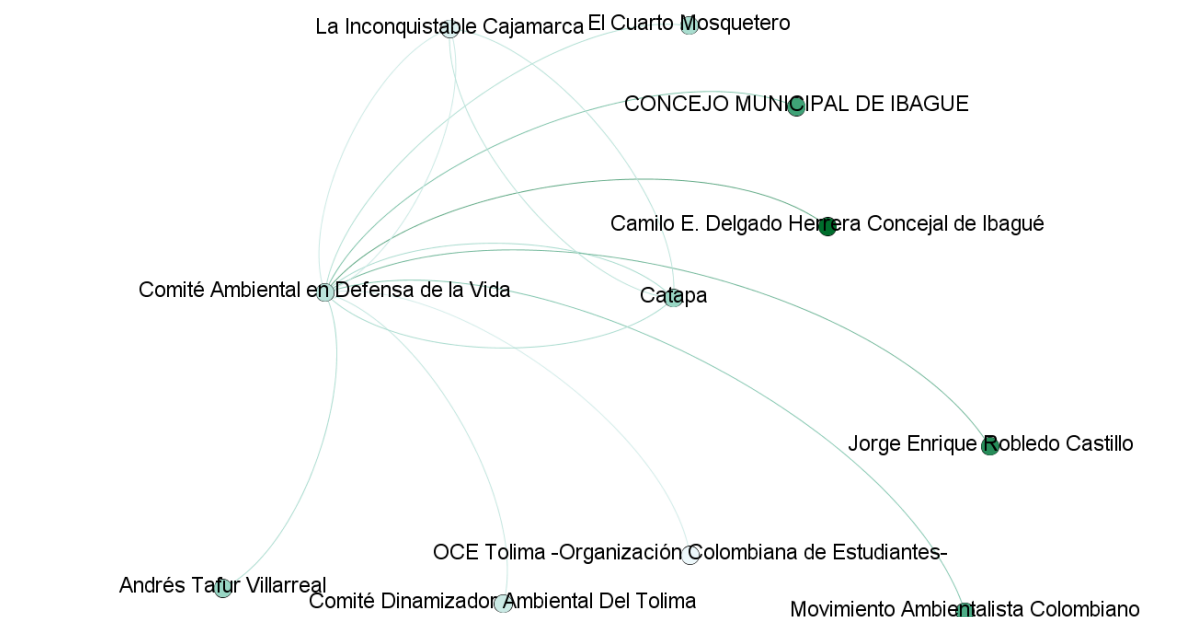 La Inconquistable Cajamarca
El Cuarto Mosquetero
CONCEJO MUNICIPAL DE IBAGUE
Camilo E. Delgado Herrera Concejal de Ibagué
Comité Ambiental en Defensa de la Vida
Catapa
Jorge Enrique Robledo Castillo
OCE Tolima -Organización Colombiana de Estudiantes-
Andrés Tafur Villarreal
Comité Dinamizador Ambiental Del Tolima
Movimiento Ambientalista Colombiano